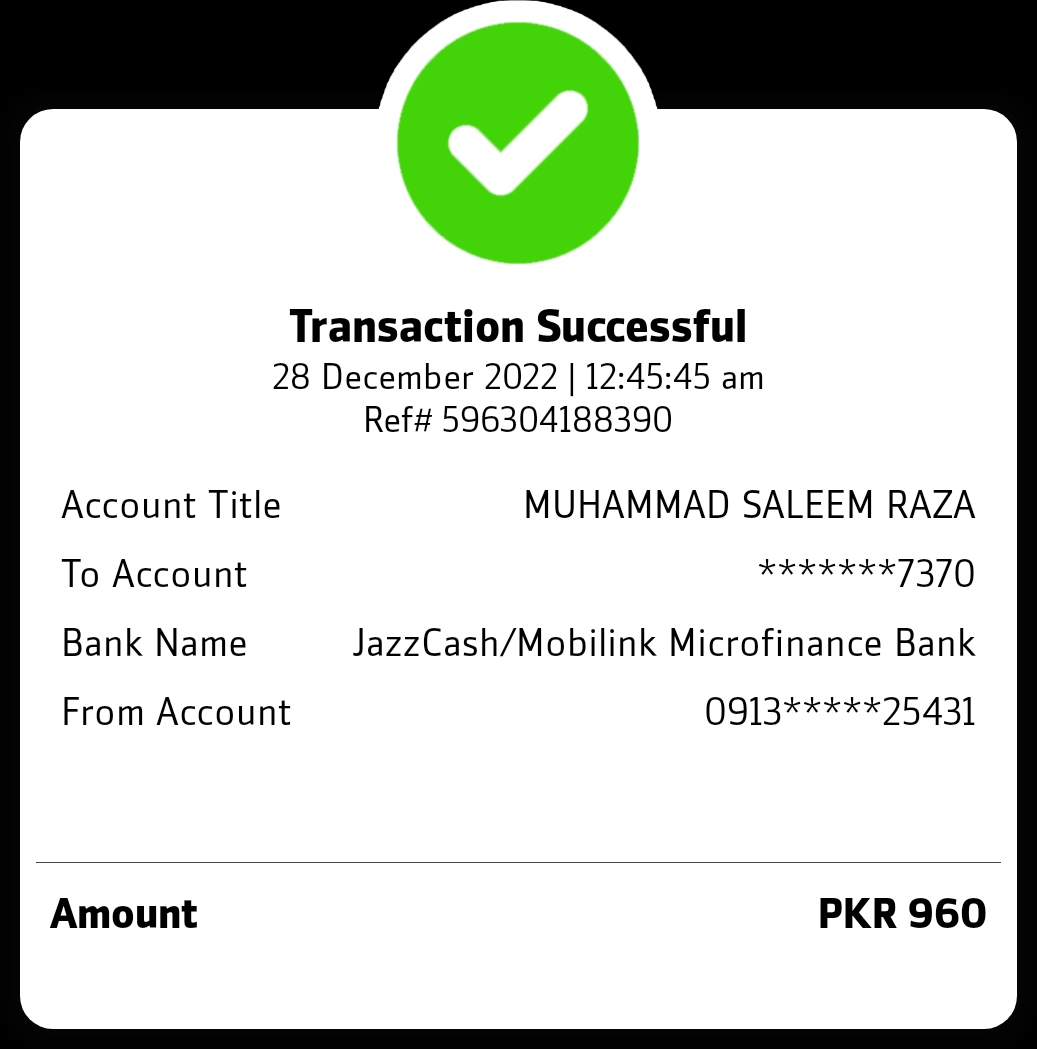 Transaction Successful
28 December 2022 | 12:45:45 am
Ref# 596304188390
Account Title MUHAMMAD SALEEM RAZA
To Account *******7370
Bank Name JazzCash/Mobilink Microfinance Bank
From Account 0913*****25431
Amount PKR 960